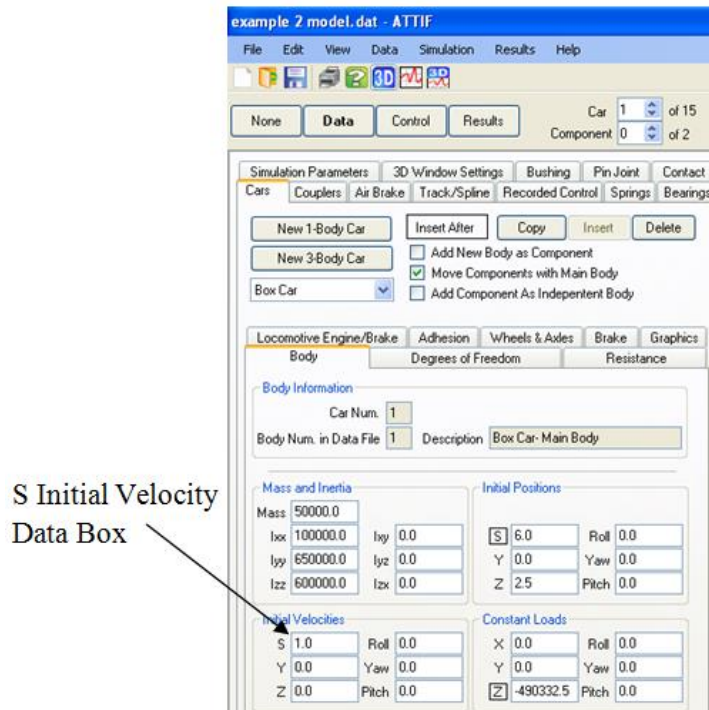 example 2 model.dat - ATTIF
File Edit View Data Simulation Results Help
3D 3D
None Data Control Results Car 1 of 15
Component 0 of 2
Simulation Parameters 3D Window Settings Bushing Pin Joint Contact
Cars Couplers Air Brake Track/Spline Recorded Control Springs Bearings
New 1-Body Car Insert After Copy Insert Delete
New 3-Body Car Add New Body as Component
Move Components with Main Body
Box Car Add Component As Indepentent Body
Locomotive Engine/Brake Adhesion Wheels & Axles Brake Graphics
Body Degrees of Freedom Resistance
Body Information
Car Num. 1
Body Num. in Data File 1 Description Box Car- Main Body
Mass and Inertia Initial Positions
Mass 50000.0
Ixx 100000.0 Ixy 0.0 S 6.0 Roll 0.0
Iyy 650000.0 Iyz 0.0 Y 0.0 Yaw 0.0
Izz 600000.0 Izx 0.0 Z 2.5 Pitch 0.0
S Initial Velocity
Data Box
Initial Velocities Constant Loads
S 1.0 Roll 0.0 X 0.0 Roll 0.0
Y 0.0 Yaw 0.0 Y 0.0 Yaw 0.0
Z 0.0 Pitch 0.0 Z -490332.5 Pitch 0.0